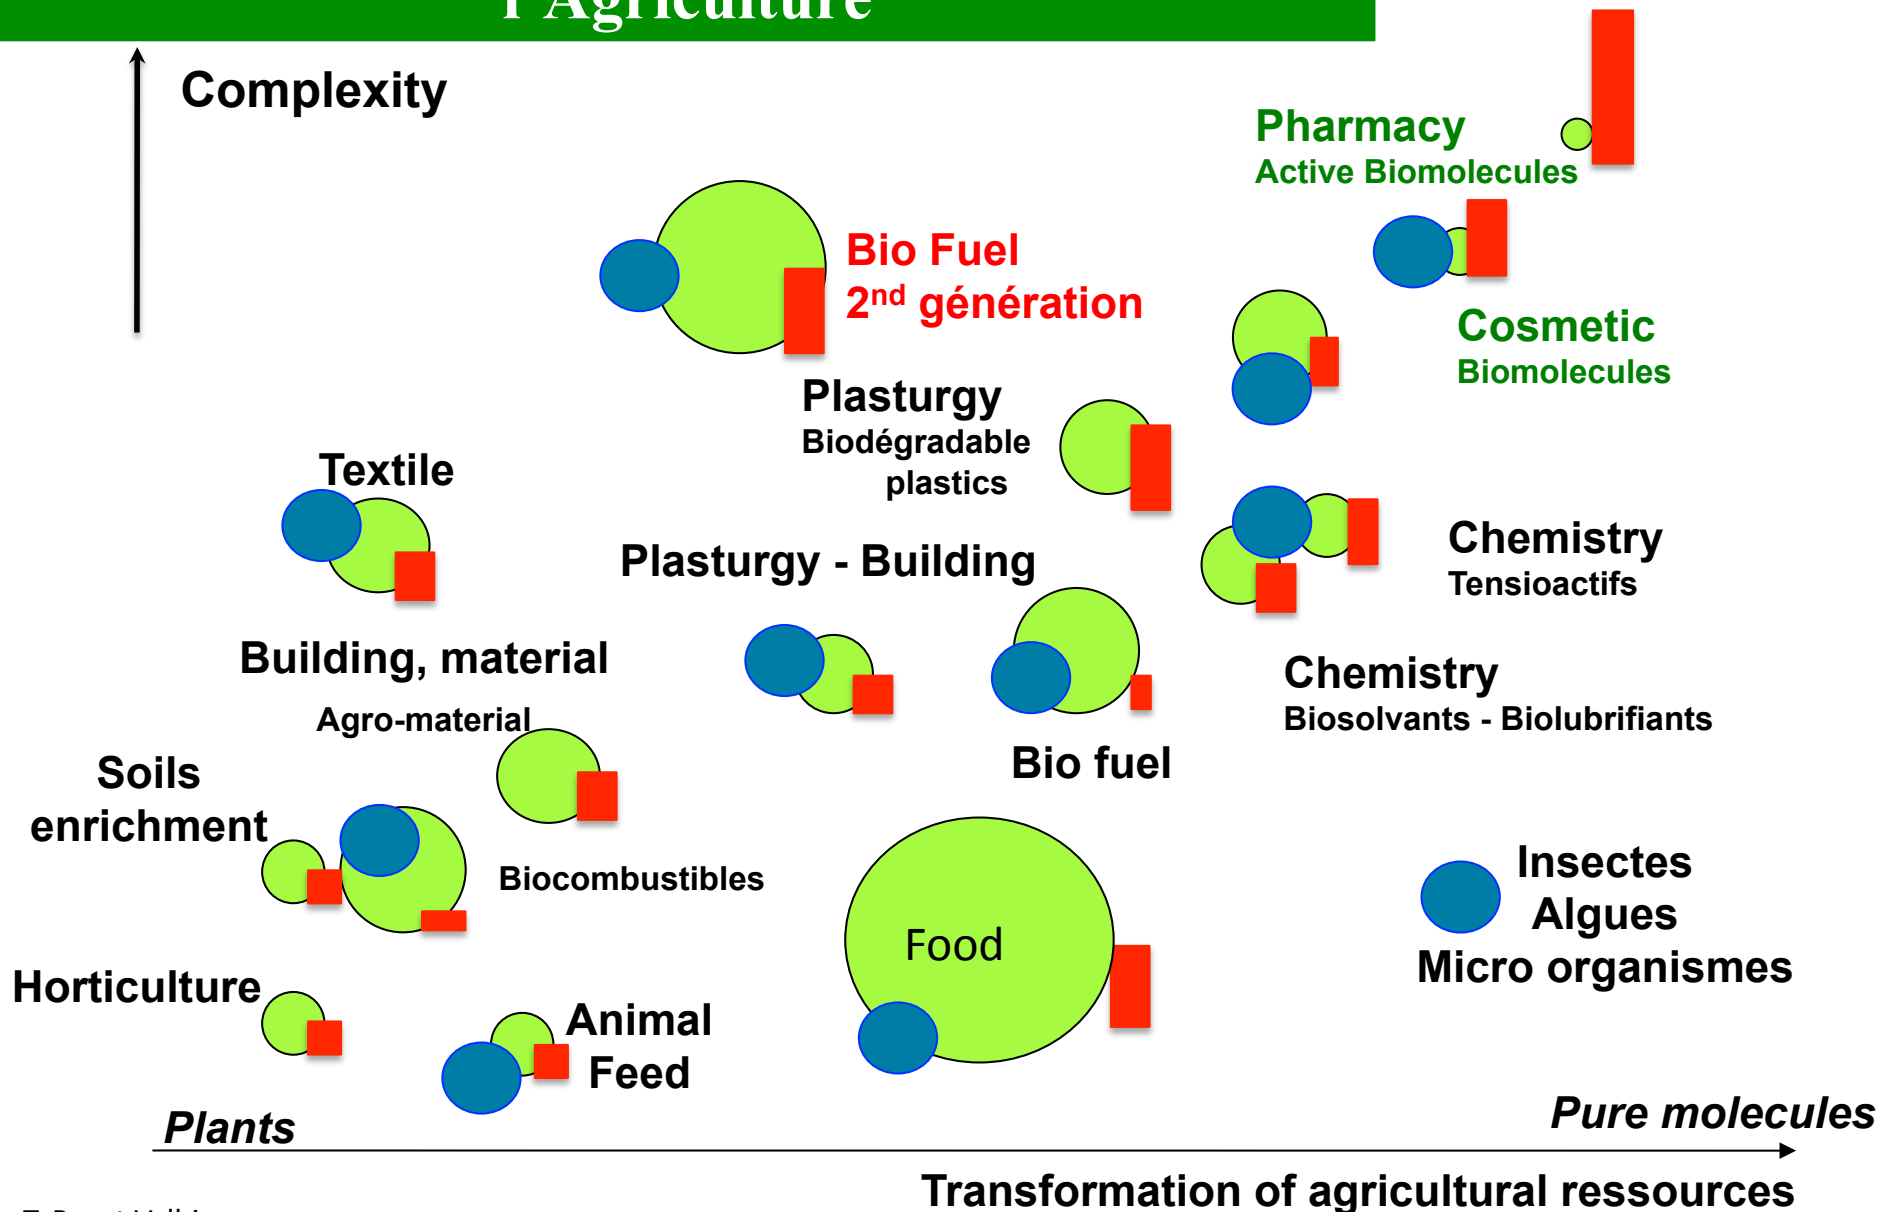 l'Agriculture
Complexity
Pharmacy
Active Biomolecules
Bio Fuel
2nd génération
Cosmetic
Biomolecules
Plasturgy
Biodégradable
plastics
Textile
Plasturgy - Building
Chemistry
Tensioactifs
Building, material
Agro-material
Chemistry
Biosolvants - Biolubrifiants
Bio fuel
Soils
enrichment
Biocombustibles
Insectes
Algues
Micro organismes
Food
Horticulture
Animal
Feed
Plants
Pure molecules
Transformation of agricultural ressources